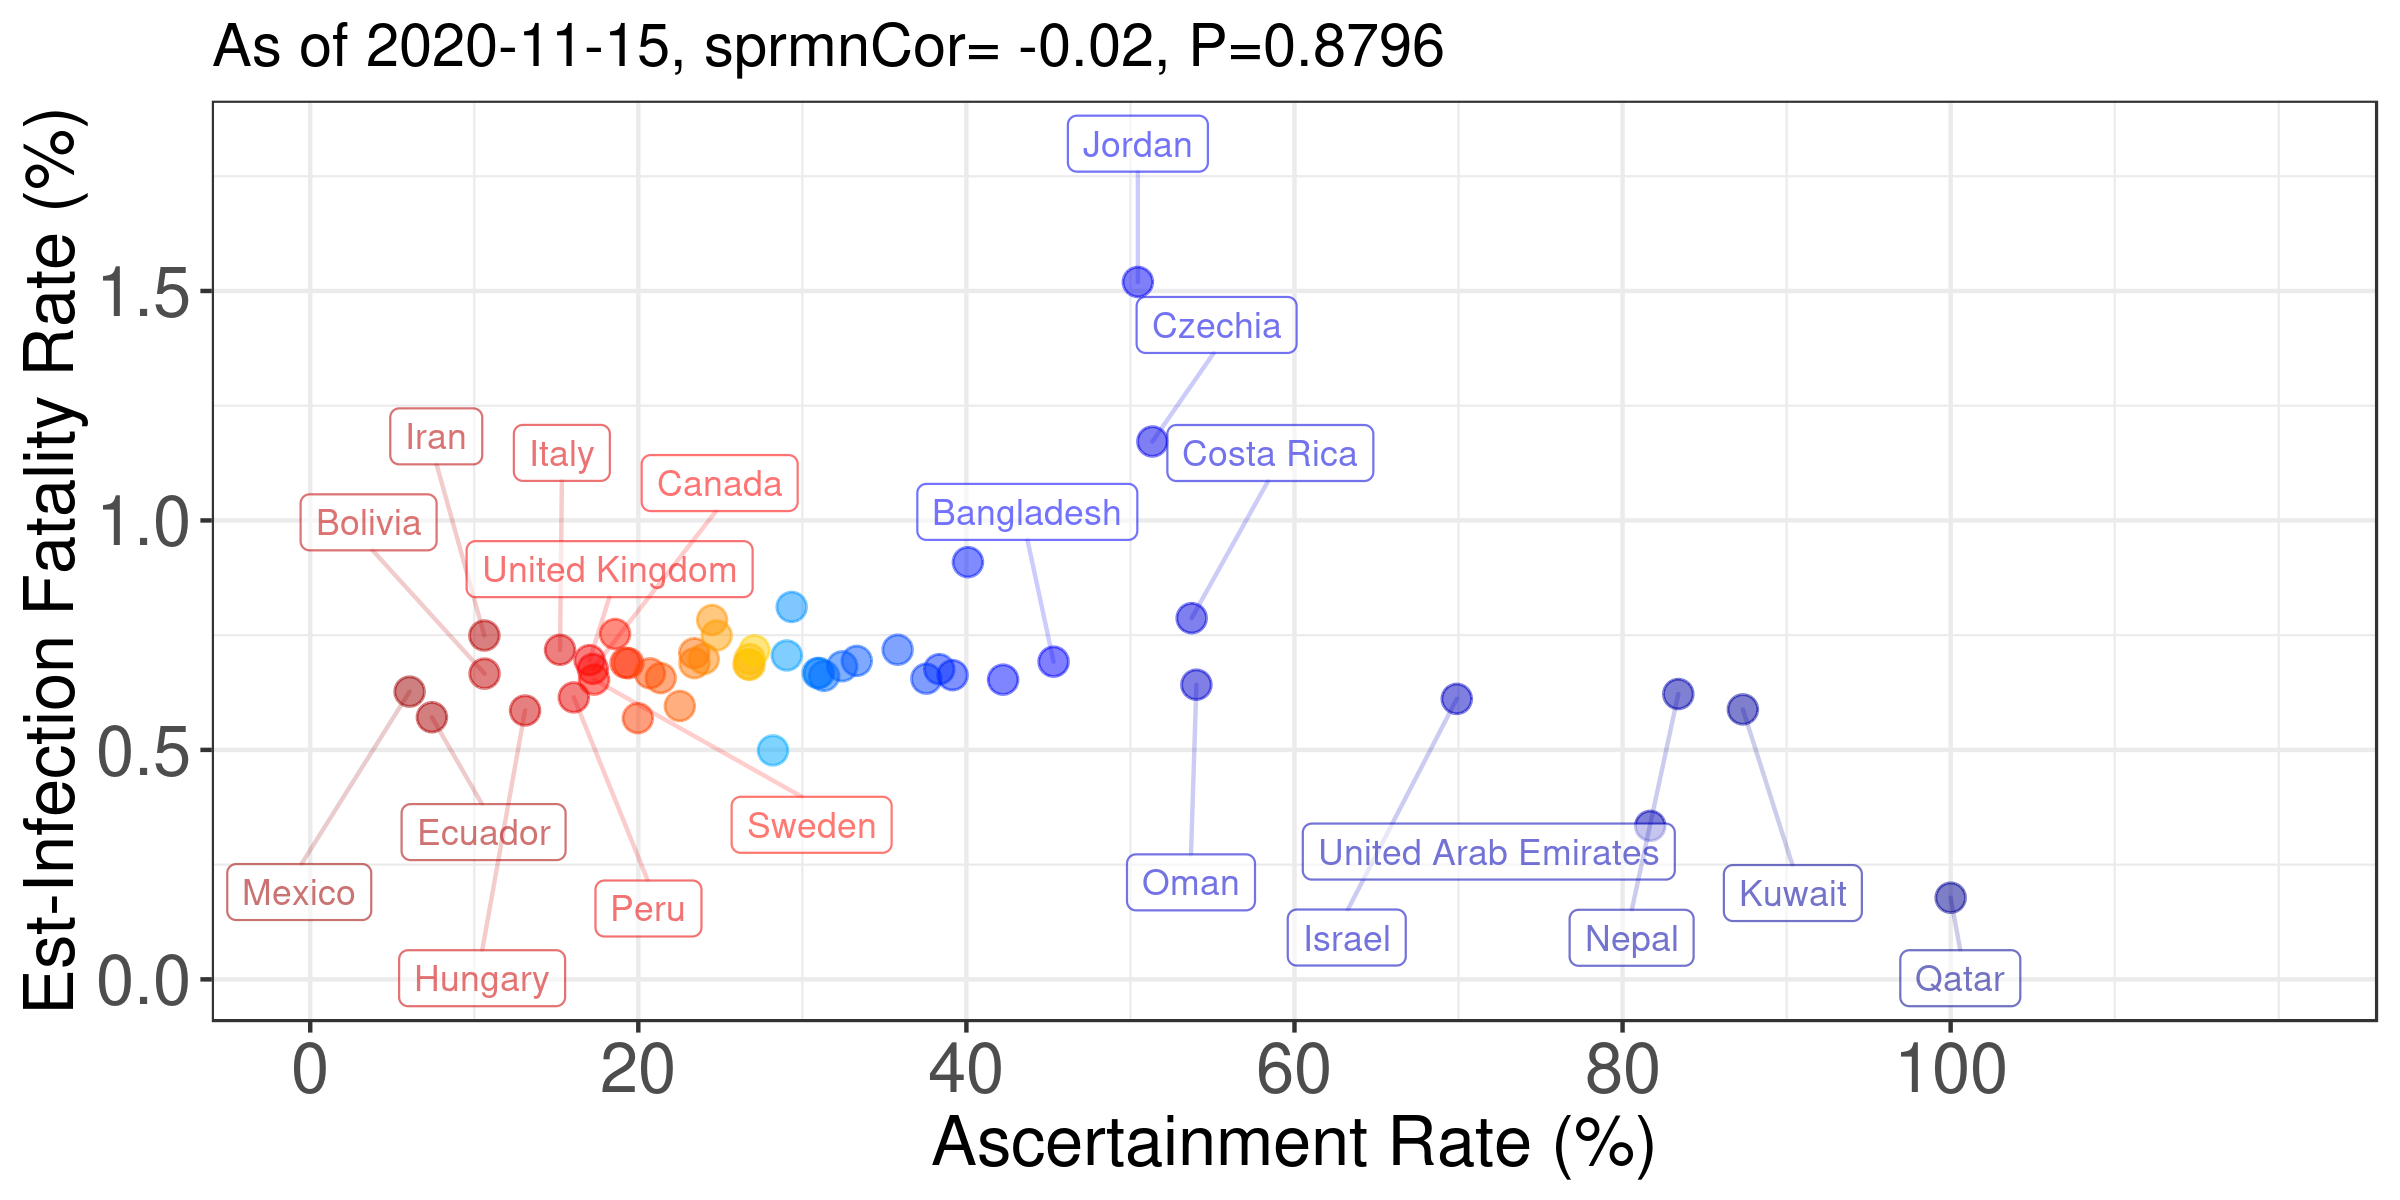 As of 2020-11-15, sprmnCor= -0.02, P=0.8796
Est-Infection Fatality Rate (%)
1.5
1.0
0.5
0.0
Jordan
Czechia
Iran
Italy
Costa Rica
Canada
Bolivia
Bangladesh
United Kingdom
Sweden
Ecuador
United Arab Emirates
Oman
Mexico
Kuwait
Peru
Israel
Nepal
Hungary
Qatar
0 20 40 60 80 100
Ascertainment Rate (%)